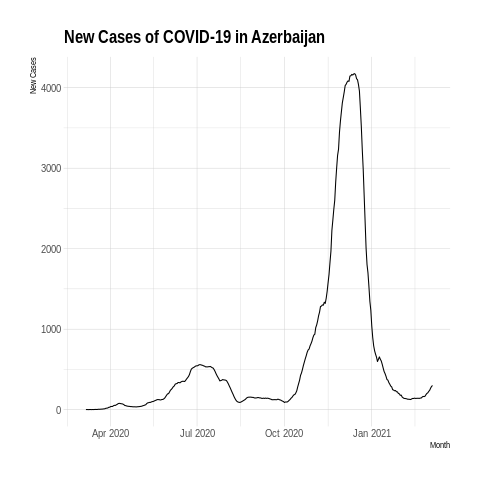 New Cases of COVID-19 in Azerbaijan
New Cases
4000
3000
2000
1000
0
Apr 2020 Jul 2020 Oct 2020 Jan 2021
Month